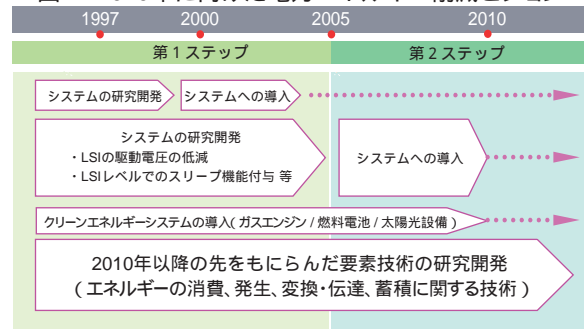 1997 2000 2005 2010
第1ステップ 第2ステップ
システムの研究開発 システムへの導入
システムの研究開発
・LSIの駆動電圧の低減
・LSIレベルでのスリープ機能付与 等
システムへの導入
クリーンエネルギーシステムの導入(ガスエンジン/燃料電池/太陽光設備)
2010年以降の先をもにらんだ要素技術の研究開発
(エネルギーの消費、発生、変換・伝達、蓄積に関する技術)